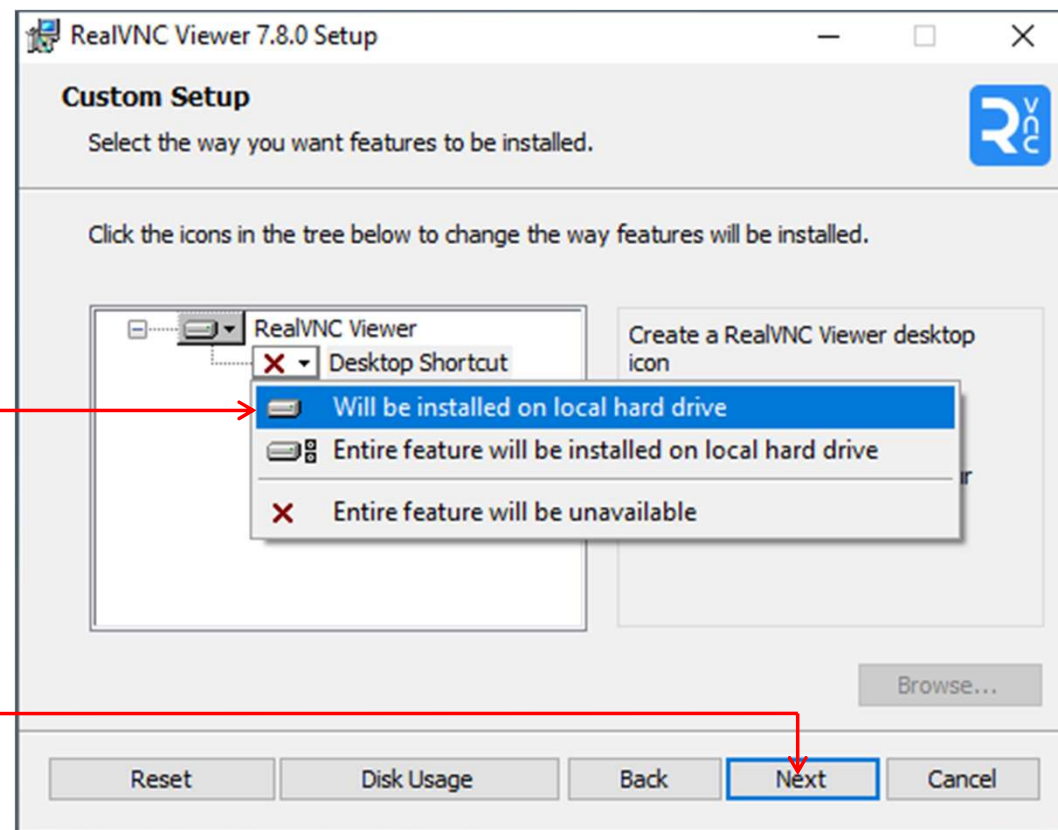 RealVNC Viewer 7.8.0 Setup
Custom Setup
Select the way you want features to be installed.
R VNC
Click the icons in the tree below to change the way features will be installed.
RealVNC Viewer
Desktop Shortcut
Create a RealVNC Viewer desktop
icon
Will be installed on local hard drive
Entire feature will be installed on local hard drive
Entire feature will be unavailable
Browse...
Reset Disk Usage Back Next Cancel